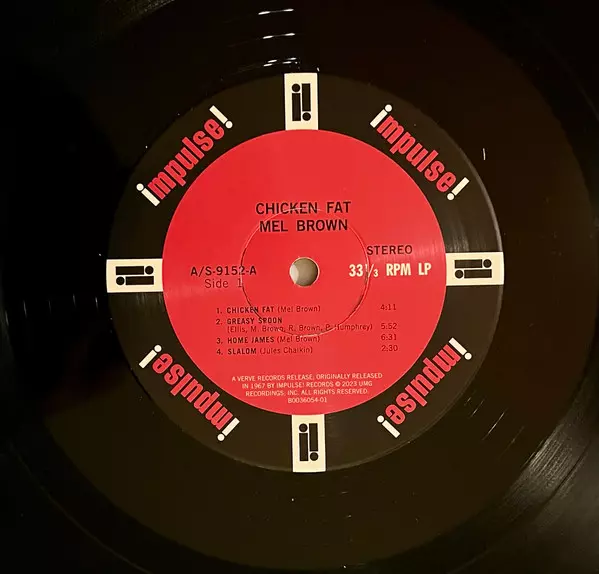 impulse!
impulse!
CHICKEN FAT
MEL BROWN
STEREO
A/S-9152-A
33 1/3 RPM LP
Side 1
1. CHICKEN FAT (Mel Brown) 4:11
2. GREASY SPOON
(Ellis, M. Brown, R. Brown, P. Humphrey) 5:52
3. HOME JAMES (Mel Brown) 6:31
4. SLALOM (Jules Chaikin) 2:30
A VERVE RECORDS RELEASE; ORIGINALLY RELEASED
IN 1967 BY IMPULSE! RECORDS © 2023 UMG
RECORDINGS, INC. ALL RIGHTS RESERVED.
B0036054-01
impulse!
impulse!